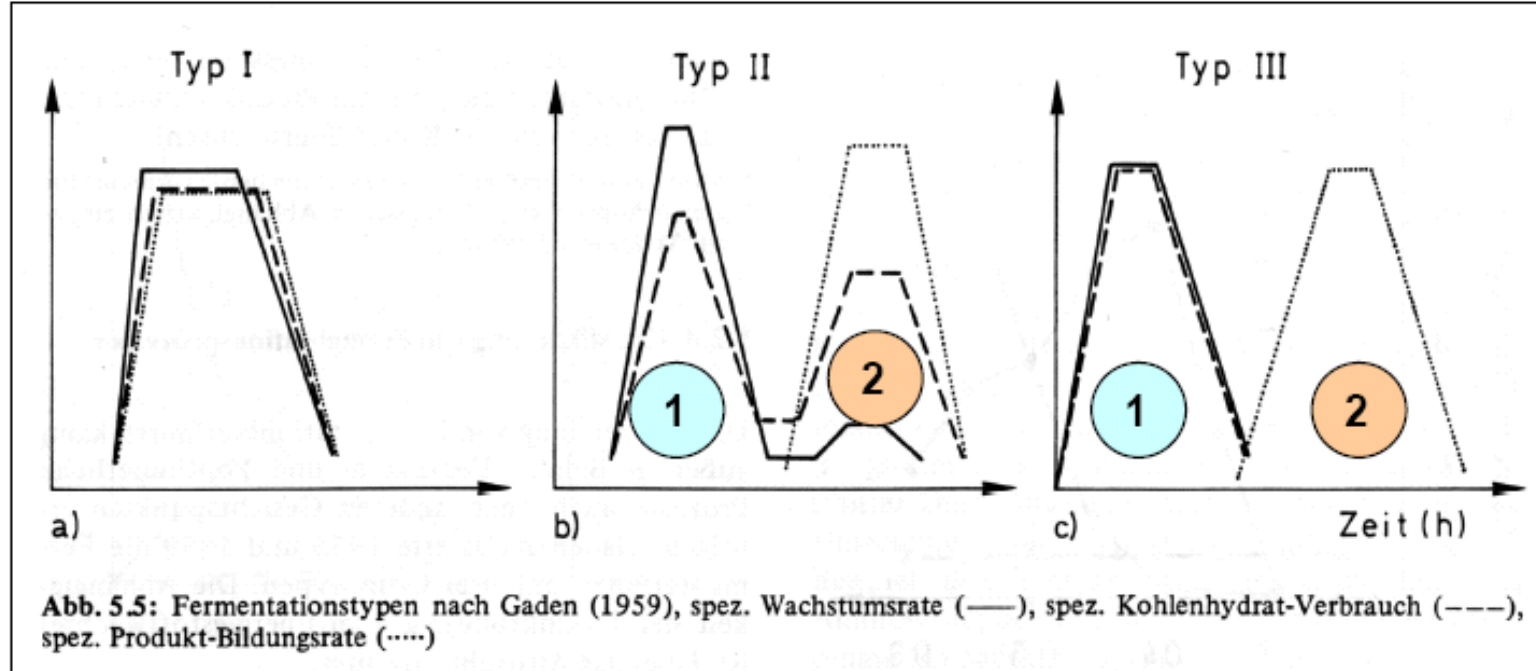 Typ I
Typ II
Typ III
1
2
1
2
a)
b)
c)
Zeit (h)
Abb. 5.5: Fermentationstypen nach Gaden (1959), spez. Wachstumsrate (——), spez. Kohlenhydrat-Verbrauch (−−−),
spez. Produkt-Bildungsrate (·····)